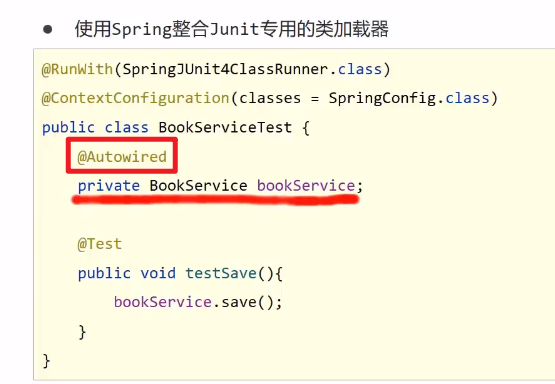 ● 使用Spring整合Junit专用的类加载器
@RunWith(SpringJUnit4ClassRunner.class)
@ContextConfiguration(classes = SpringConfig.class)
public class BookServiceTest {
@Autowired
private BookService bookService;
@Test
public void testSave(){
bookService.save();
}
}